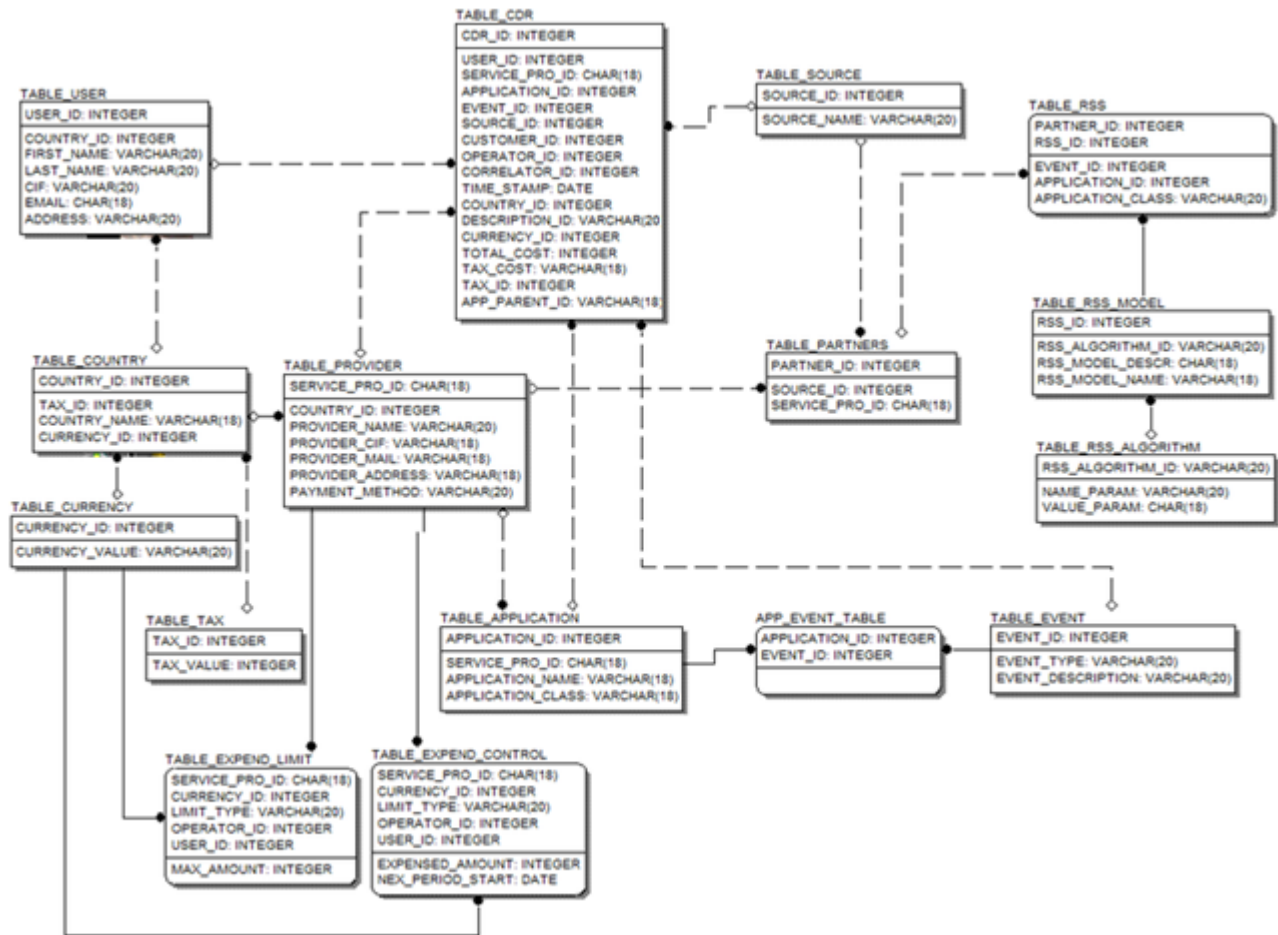 TABLE_CDR
CDR_ID: INTEGER
USER_ID: INTEGER
SERVICE_PRO_ID: CHAR(18)
APPLICATION_ID: INTEGER
EVENT_ID: INTEGER
SOURCE_ID: INTEGER
CUSTOMER_ID: INTEGER
OPERATOR_ID: INTEGER
CORRELATOR_ID: INTEGER
TIME_STAMP: DATE
COUNTRY_ID: INTEGER
DESCRIPTION_ID: VARCHAR(20
CURRENCY_ID: INTEGER
TOTAL_COST: INTEGER
TAX_COST: VARCHAR(18)
TAX_ID: INTEGER
APP_PARENT_ID: VARCHAR(18)
TABLE_USER
USER_ID: INTEGER
COUNTRY_ID: INTEGER
FIRST_NAME: VARCHAR(20)
LAST_NAME: VARCHAR(20)
CIF: VARCHAR(20)
EMAIL: CHAR(18)
ADDRESS: VARCHAR(20)
TABLE_SOURCE
SOURCE_ID: INTEGER
SOURCE_NAME: VARCHAR(20)
TABLE_RSS
PARTNER_ID: INTEGER
RSS_ID: INTEGER
EVENT_ID: INTEGER
APPLICATION_ID: INTEGER
APPLICATION_CLASS: VARCHAR(20)
TABLE_COUNTRY
COUNTRY_ID: INTEGER
TAX_ID: INTEGER
COUNTRY_NAME: VARCHAR(18)
CURRENCY_ID: INTEGER
TABLE_PROVIDER
SERVICE_PRO_ID: CHAR(18)
COUNTRY_ID: INTEGER
PROVIDER_NAME: VARCHAR(20)
PROVIDER_CIF: VARCHAR(18)
PROVIDER_MAIL: VARCHAR(18)
PROVIDER_ADDRESS: VARCHAR(18)
PAYMENT_METHOD: VARCHAR(20)
TABLE_PARTNERS
PARTNER_ID: INTEGER
SOURCE_ID: INTEGER
SERVICE_PRO_ID: CHAR(18)
TABLE_RSS_MODEL
RSS_ID: INTEGER
RSS_ALGORITHM_ID: VARCHAR(20)
RSS_MODEL_DESCR: CHAR(18)
RSS_MODEL_NAME: VARCHAR(18)
TABLE_RSS_ALGORITHM
RSS_ALGORITHM_ID: VARCHAR(20)
NAME_PARAM: VARCHAR(20)
VALUE_PARAM: CHAR(18)
TABLE_CURRENCY
CURRENCY_ID: INTEGER
CURRENCY_VALUE: VARCHAR(20)
TABLE_TAX
TAX_ID: INTEGER
TAX_VALUE: INTEGER
TABLE_APPLICATION
APPLICATION_ID: INTEGER
SERVICE_PRO_ID: CHAR(18)
APPLICATION_NAME: VARCHAR(18)
APPLICATION_CLASS: VARCHAR(18)
APP_EVENT_TABLE
APPLICATION_ID: INTEGER
EVENT_ID: INTEGER
TABLE_EVENT
EVENT_ID: INTEGER
EVENT_TYPE: VARCHAR(20)
EVENT_DESCRIPTION: VARCHAR(20)
TABLE_EXPEND_LIMIT
SERVICE_PRO_ID: CHAR(18)
CURRENCY_ID: INTEGER
LIMIT_TYPE: VARCHAR(20)
OPERATOR_ID: INTEGER
USER_ID: INTEGER
MAX_AMOUNT: INTEGER
TABLE_EXPEND_CONTROL
SERVICE_PRO_ID: CHAR(18)
CURRENCY_ID: INTEGER
LIMIT_TYPE: VARCHAR(20)
OPERATOR_ID: INTEGER
USER_ID: INTEGER
EXPENSED_AMOUNT: INTEGER
NEX_PERIOD_START: DATE